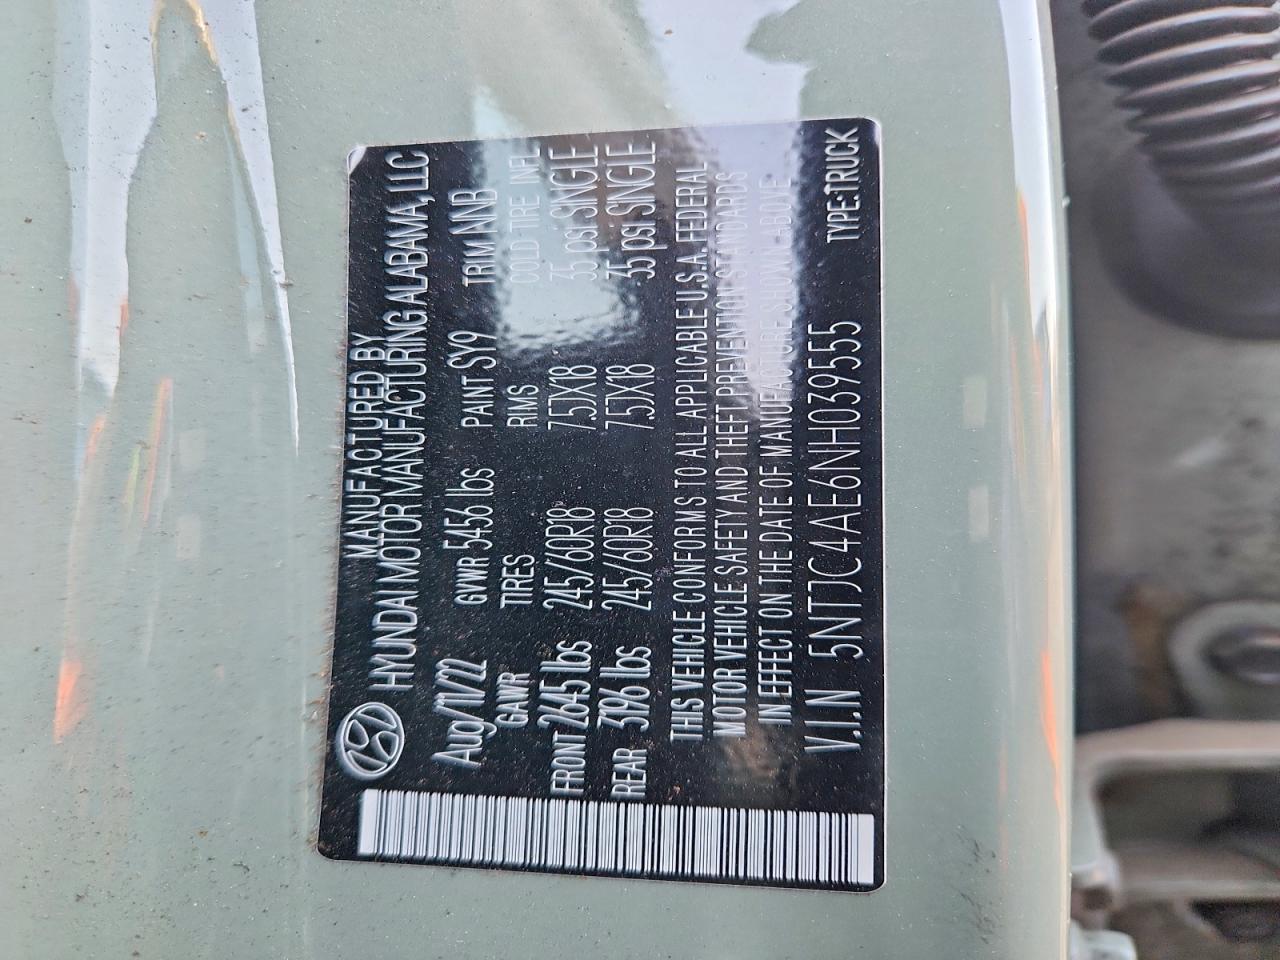 MANUFACTURED BY
HYUNDAI MOTOR MANUFACTURING ALABAMA, LLC
Aug/11/22 GVWR 5456 lbs PAINT SY9 TRIM NNB
GAWR TIRES RIMS COLD TIRE INFL
FRONT 2645 lbs 245/60R18 7.5JX18 35 psi SINGLE
REAR 3196 lbs 245/60R18 7.5JX18 35 psi SINGLE
THIS VEHICLE CONFORMS TO ALL APPLICABLE U.S.A. FEDERAL
MOTOR VEHICLE SAFETY AND THEFT PREVENTION STANDARDS
IN EFFECT ON THE DATE OF MANUFACTURE SHOWN ABOVE
V.I.N 5NTJC4AE6NH039555 TYPE:TRUCK